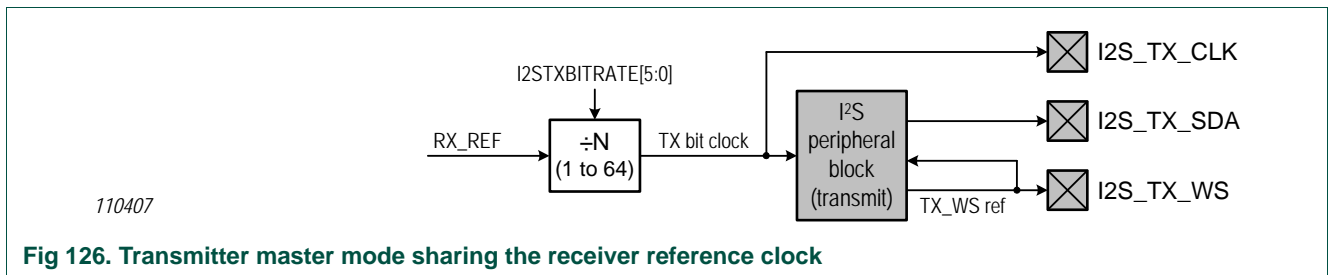 I2STXBITRATE[5:0]
RX_REF
÷N
(1 to 64)
TX bit clock
I2S
peripheral
block
(transmit)
TX_WS ref
I2S_TX_CLK
I2S_TX_SDA
I2S_TX_WS
110407
Fig 126. Transmitter master mode sharing the receiver reference clock